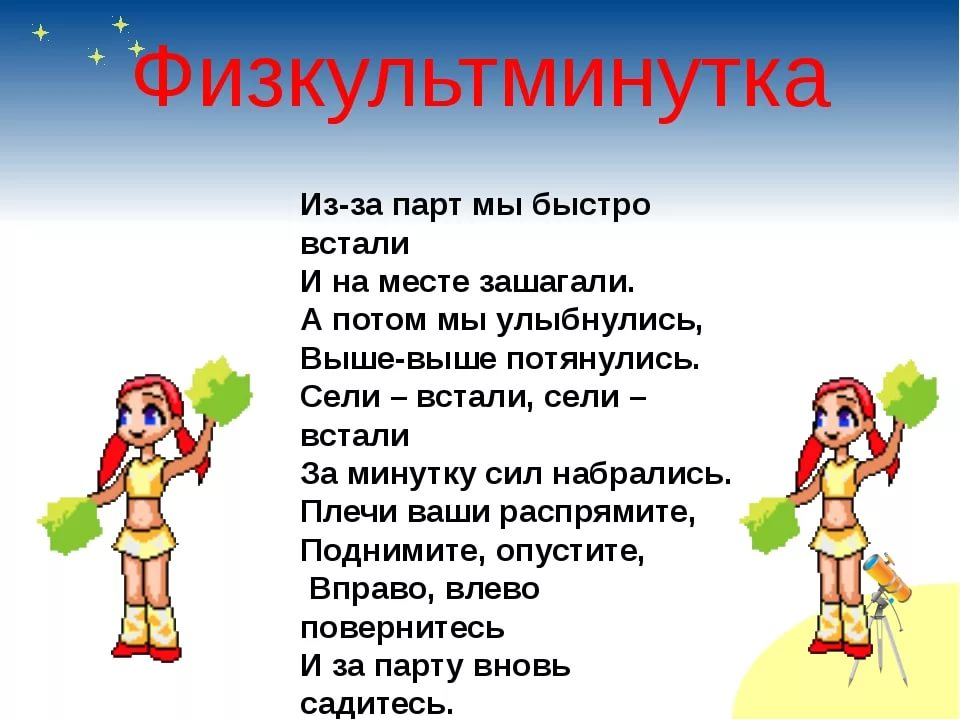 Физкультминутка
Из-за парт мы быстро
встали
И на месте зашагали.
А потом мы улыбнулись,
Выше-выше потянулись.
Сели – встали, сели –
встали
За минутку сил набрались.
Плечи ваши распрямите,
Поднимите, опустите,
Вправо, влево
повернитесь
И за парту вновь
садитесь.